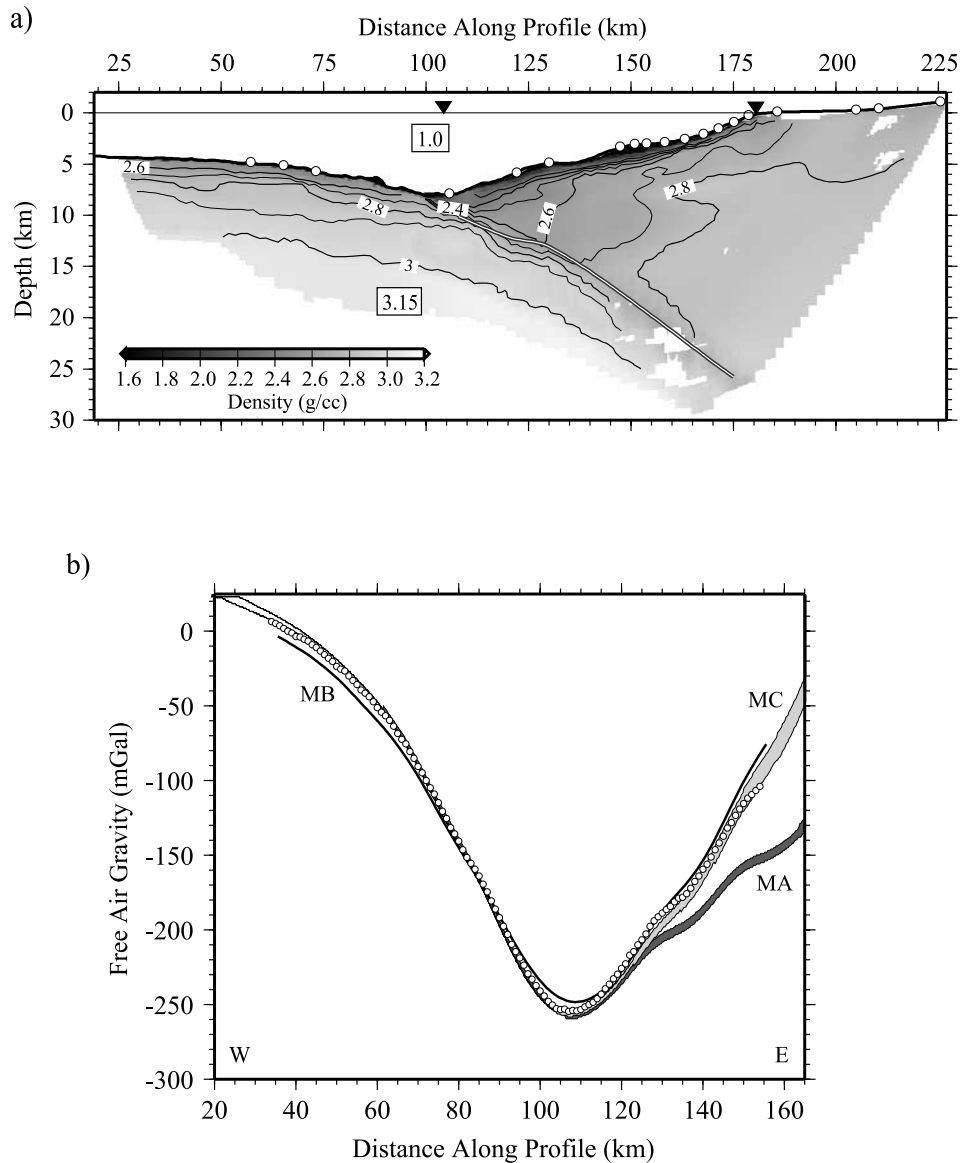 a)
Distance Along Profile (km)
25 50 75 100 125 150 175 200 225
0
5
10
15
20
25
30
Depth (km)
1.0
2.6
2.8
2.4
2.6
2.8
3
3.15
1.6 1.8 2.0 2.2 2.4 2.6 2.8 3.0 3.2
Density (g/cc)
b)
0
-50
-100
-150
-200
-250
-300
Free Air Gravity (mGal)
MB
MC
MA
W E
20 40 60 80 100 120 140 160
Distance Along Profile (km)